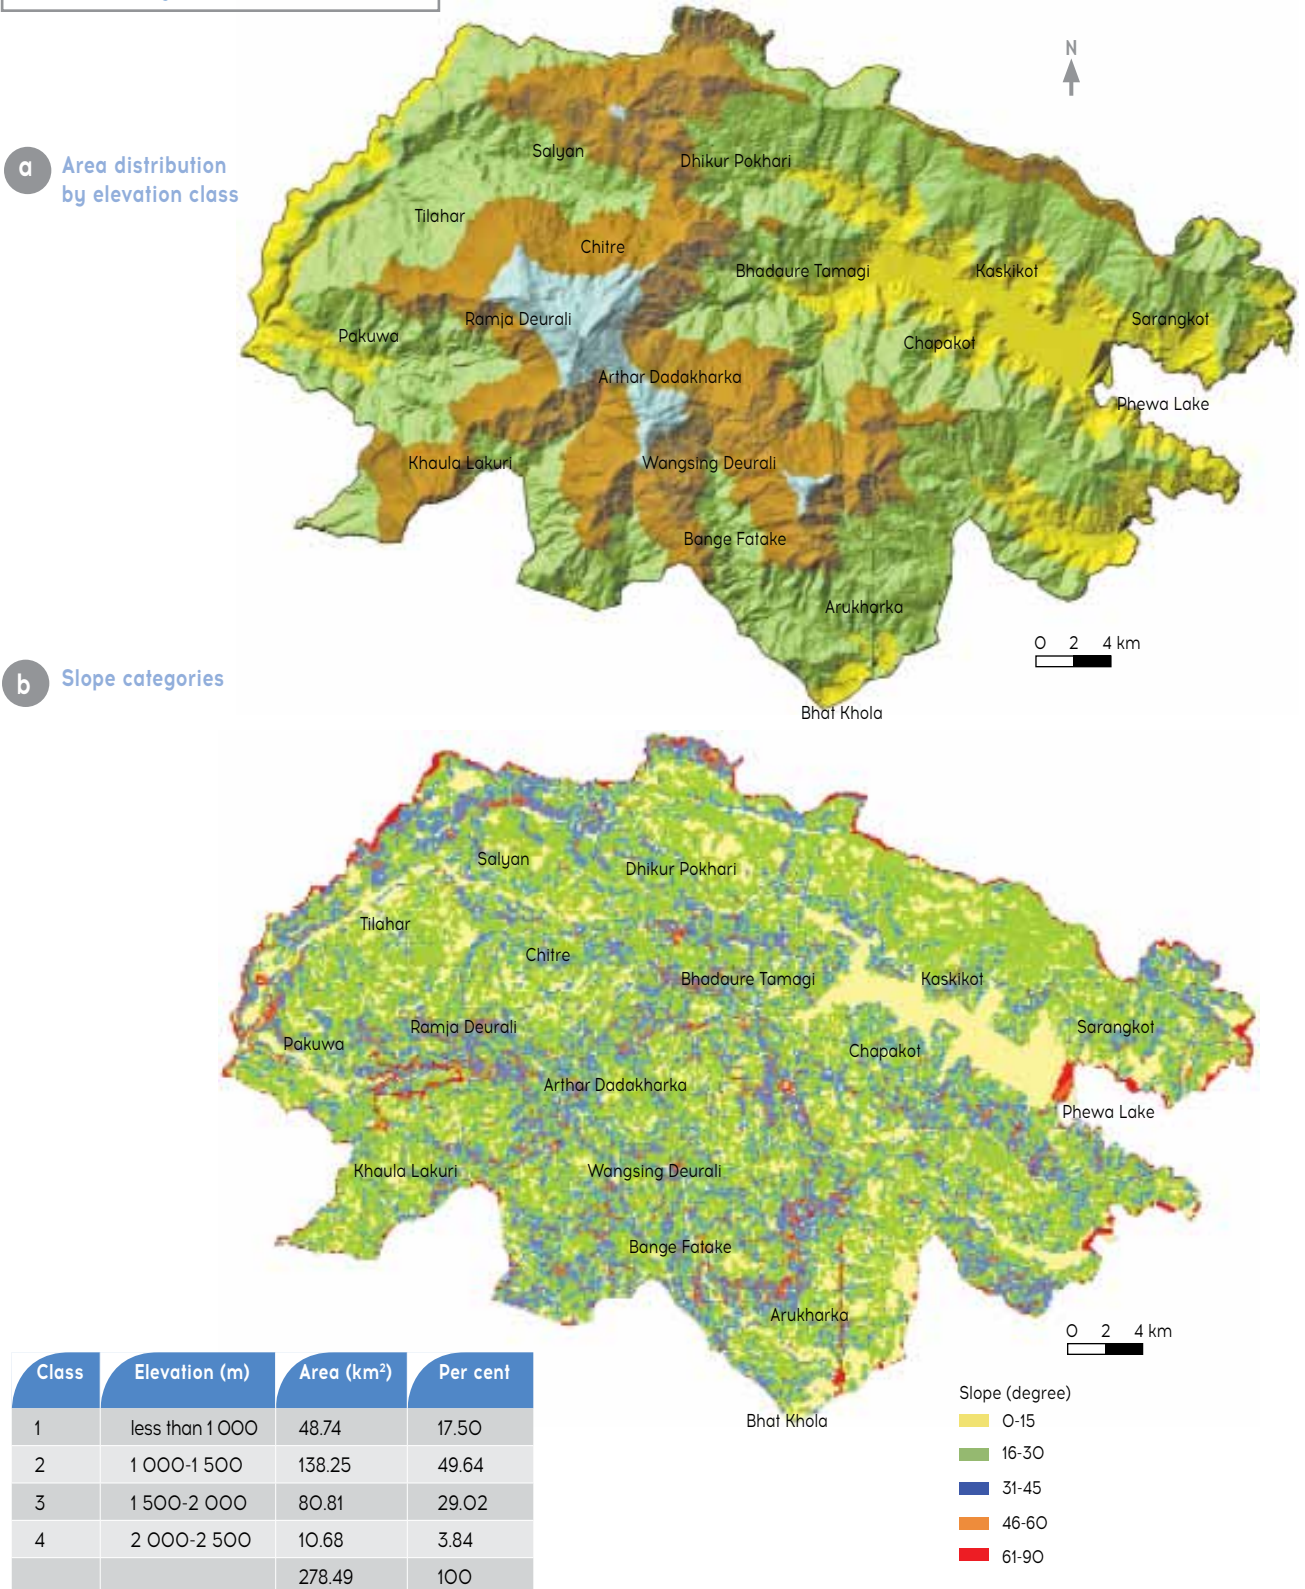 N
a
Area distribution
by elevation class
Salyan
Dhikur Pokhari
Tilahar
Chitre
Bhadaure Tamagi
Kaskikot
Ramja Deurali
Sarangkot
Pakuwa
Chapakot
Arthar Dadakharka
Phewa Lake
Khaula Lakuri
Wangsing Deurali
Bange Fatake
Arukharka
0 2 4 km
b
Slope categories
Bhat Khola
Salyan
Dhikur Pokhari
Tilahar
Chitre
Bhadaure Tamagi
Kaskikot
Ramja Deurali
Sarangkot
Pakuwa
Chapakot
Arthar Dadakharka
Phewa Lake
Khaula Lakuri
Wangsing Deurali
Bange Fatake
Arukharka
0 2 4 km
Bhat Khola
Class Elevation (m) Area (km²) Per cent
1 less than 1 000 48.74 17.50
2 1 000-1 500 138.25 49.64
3 1 500-2 000 80.81 29.02
4 2 000-2 500 10.68 3.84
278.49 100
Slope (degree)
0-15
16-30
31-45
46-60
61-90